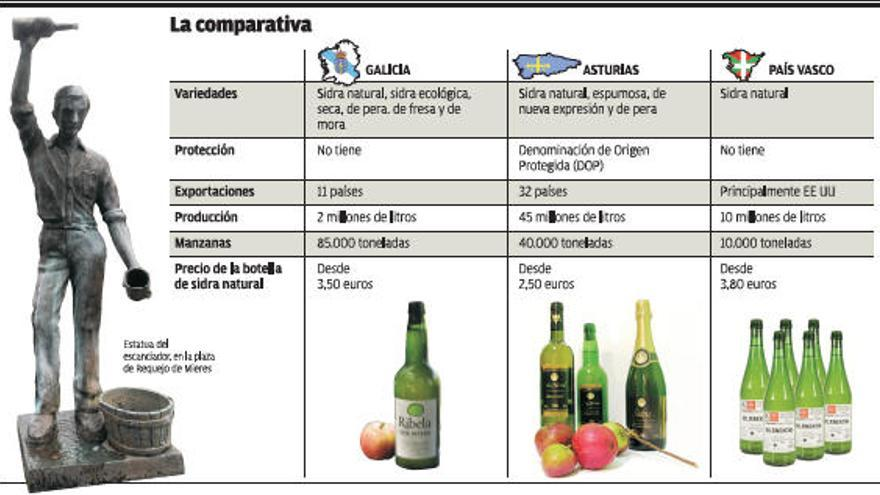 La comparativa
GALICIA
ASTURIAS
PAÍS VASCO
Variedades
Sidra natural, sidra ecológica,
seca, de pera. de fresa y de
mora
Sidra natural, espumosa, de
nueva expresión y de pera
Sidra natural
Protección
No tiene
Denominación de Origen
Protegida (DOP)
No tiene
Exportaciones
11 países
32 países
Principalmente EE UU
Producción
2 millones de litros
45 millones de litros
10 millones de litros
Manzanas
85.000 toneladas
40.000 toneladas
10.000 toneladas
Precio de la botella
de sidra natural
Desde
3,50 euros
Desde
2,50 euros
Desde
3,80 euros
Estatua del
escanciador, en la plaza
de Requejo de Mieres
Ribela